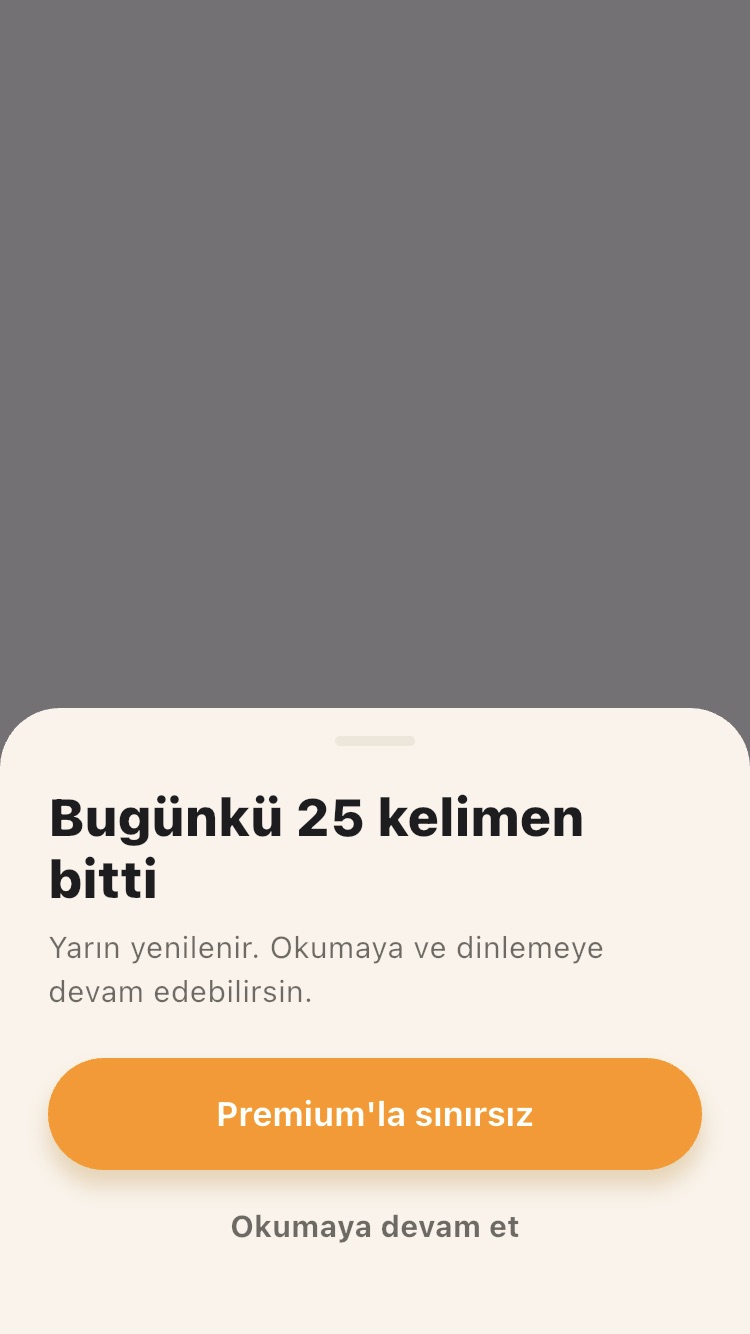 Bugünkü 25 kelimen
bitti
Yarın yenilenir. Okumaya ve dinlemeye
devam edebilirsin.
Premium'la sınırsız
Okumaya devam et